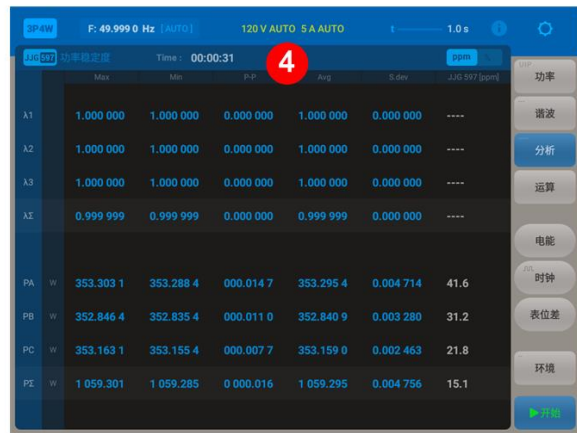 3P4W F: 49.999 0 Hz [AUTO] 120 V AUTO 5 A AUTO t 1.0 s
JJG 597 功率稳定度 Time : 00:00:31 4 ppm
Max Min P-P Avg S.dev JJG 597 [ppm]
λ1 1.000 000 1.000 000 0.000 000 1.000 000 0.000 000 ----
λ2 1.000 000 1.000 000 0.000 000 1.000 000 0.000 000 ----
λ3 1.000 000 1.000 000 0.000 000 1.000 000 0.000 000 ----
λΣ 0.999 999 0.999 999 0.000 000 0.999 999 0.000 000 ----
PA W 353.303 1 353.288 4 000.014 7 353.295 4 0.004 714 41.6
PB W 352.846 4 352.835 4 000.011 0 352.840 9 0.003 280 31.2
PC W 353.163 1 353.155 4 000.007 7 353.159 0 0.002 463 21.8
PΣ W 1 059.301 1 059.285 0 000.016 1 059.295 0.004 756 15.1
UIP
功率
谐波
分析
运算
电能
时钟
表位差
环境
开始